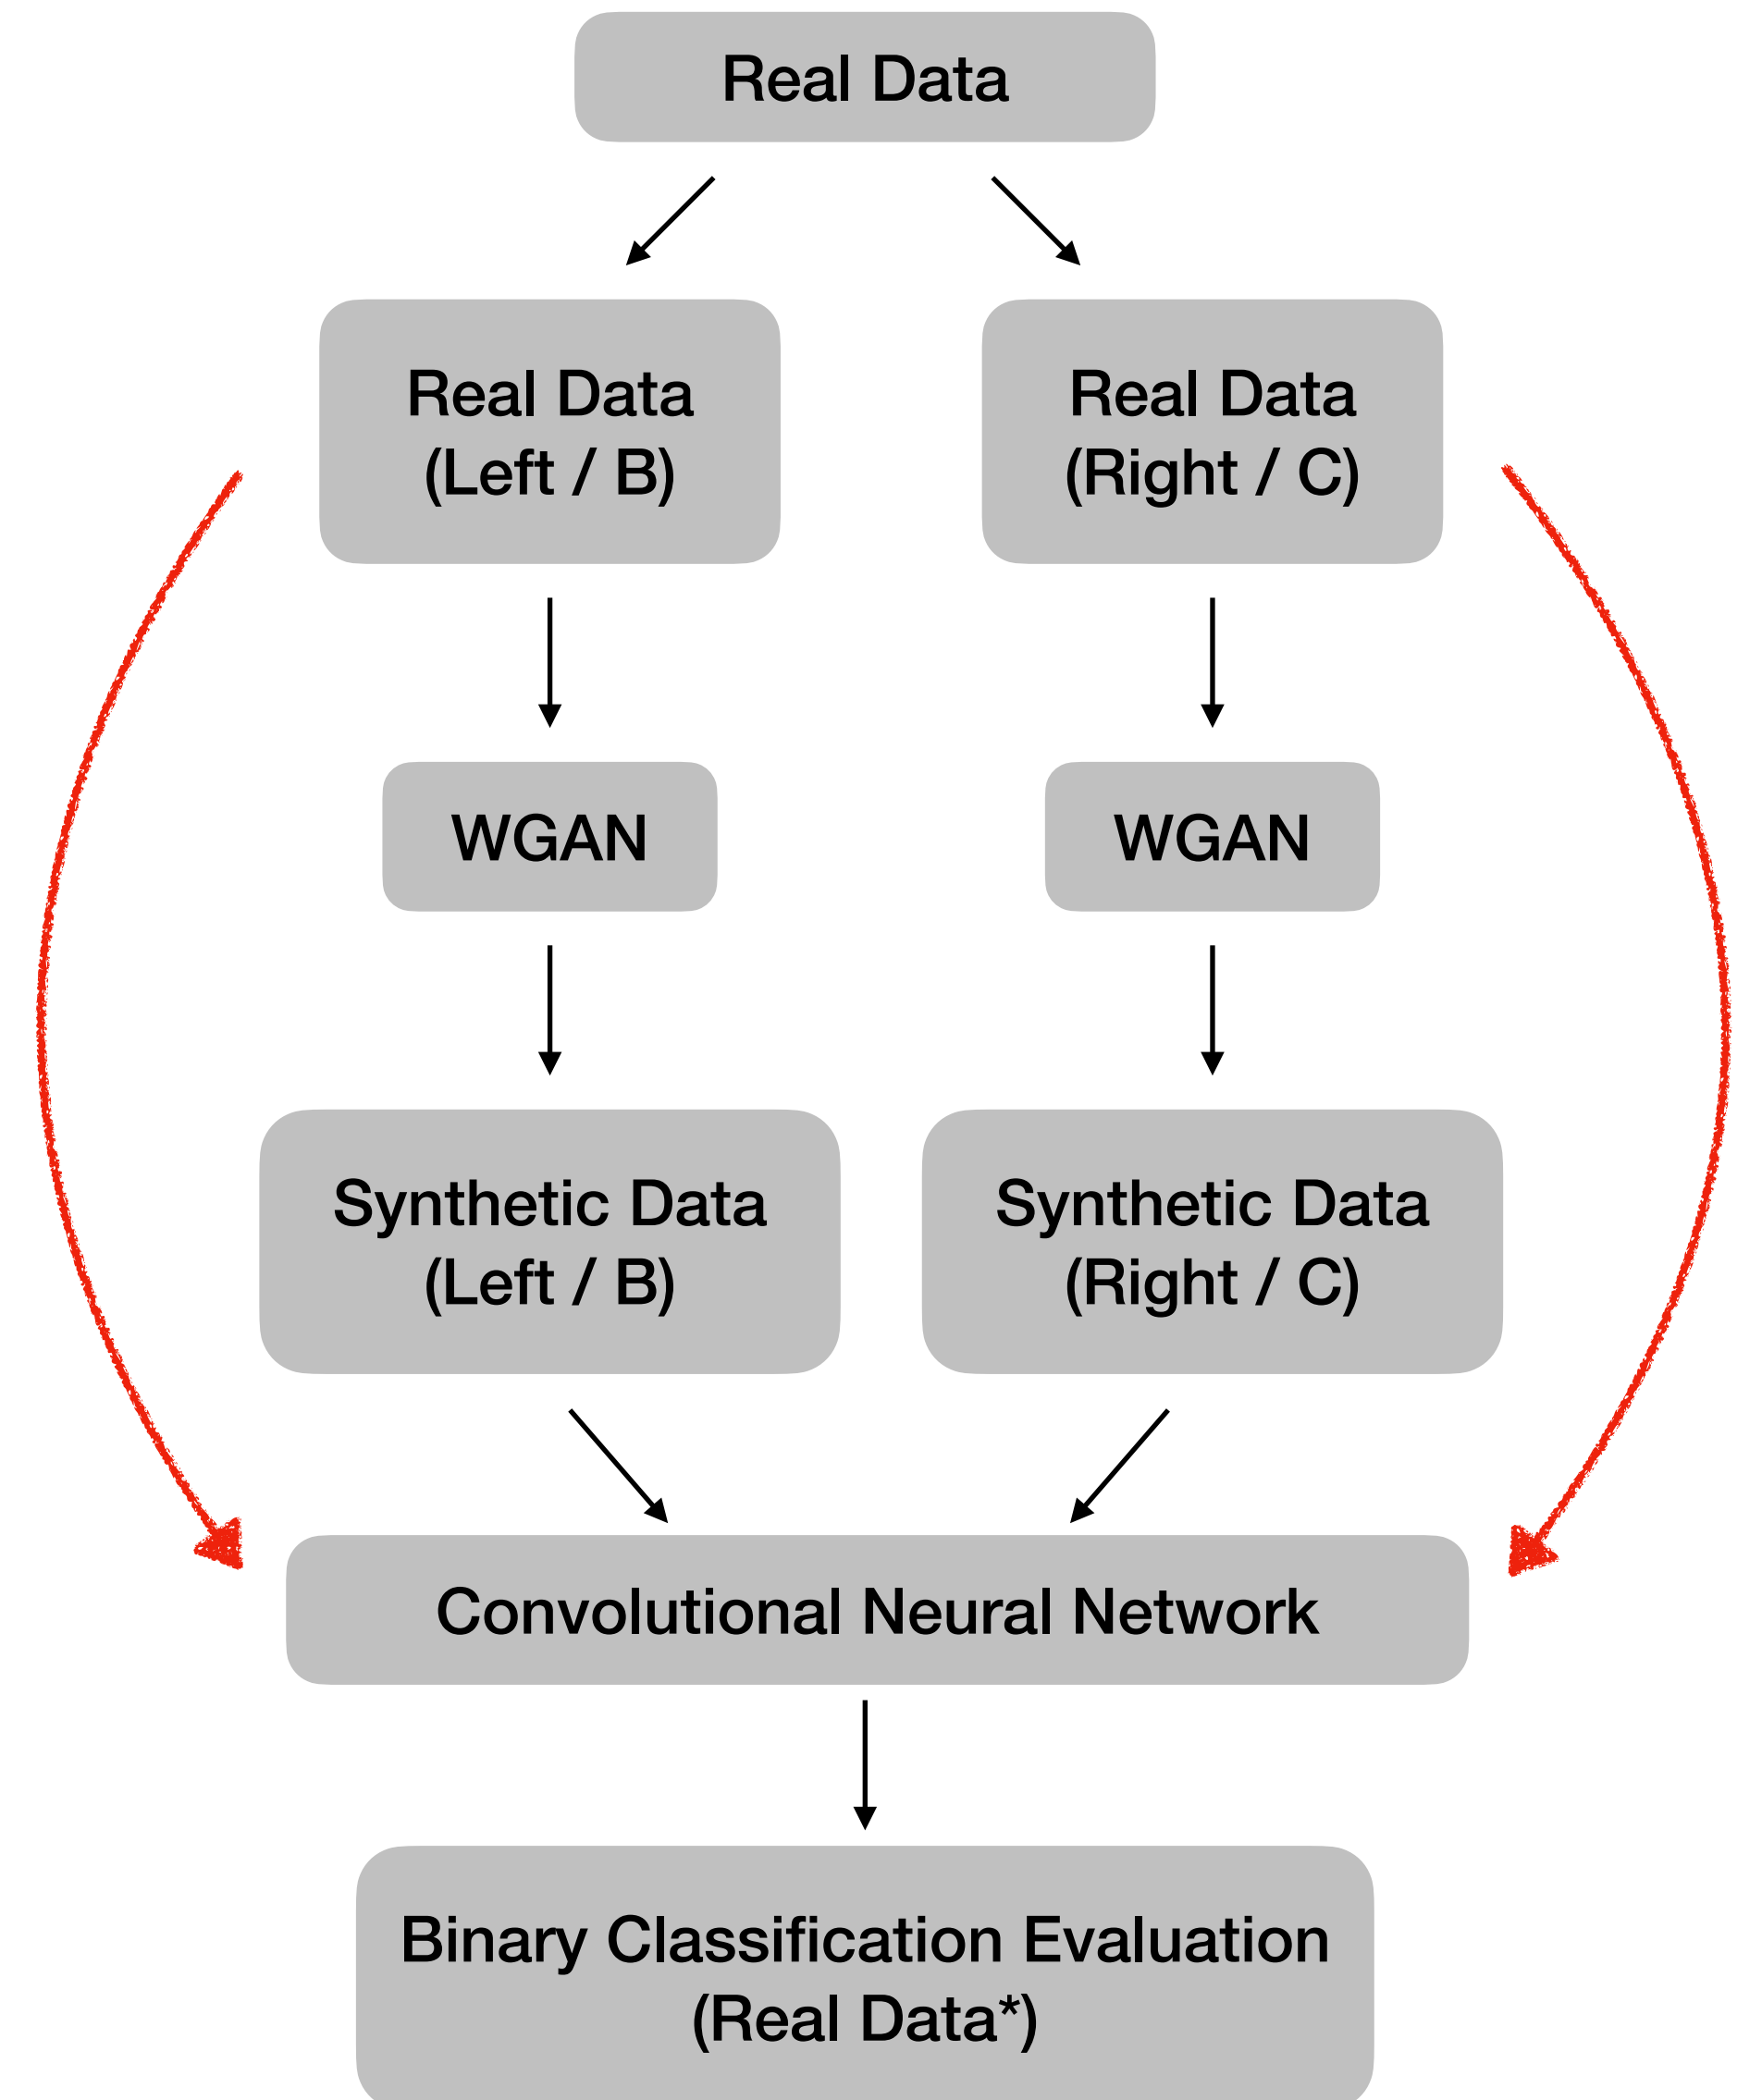 Real Data
Real Data
(Left / B)
Real Data
(Right / C)
WGAN
WGAN
Synthetic Data
(Left / B)
Synthetic Data
(Right / C)
Convolutional Neural Network
Binary Classification Evaluation
(Real Data*)